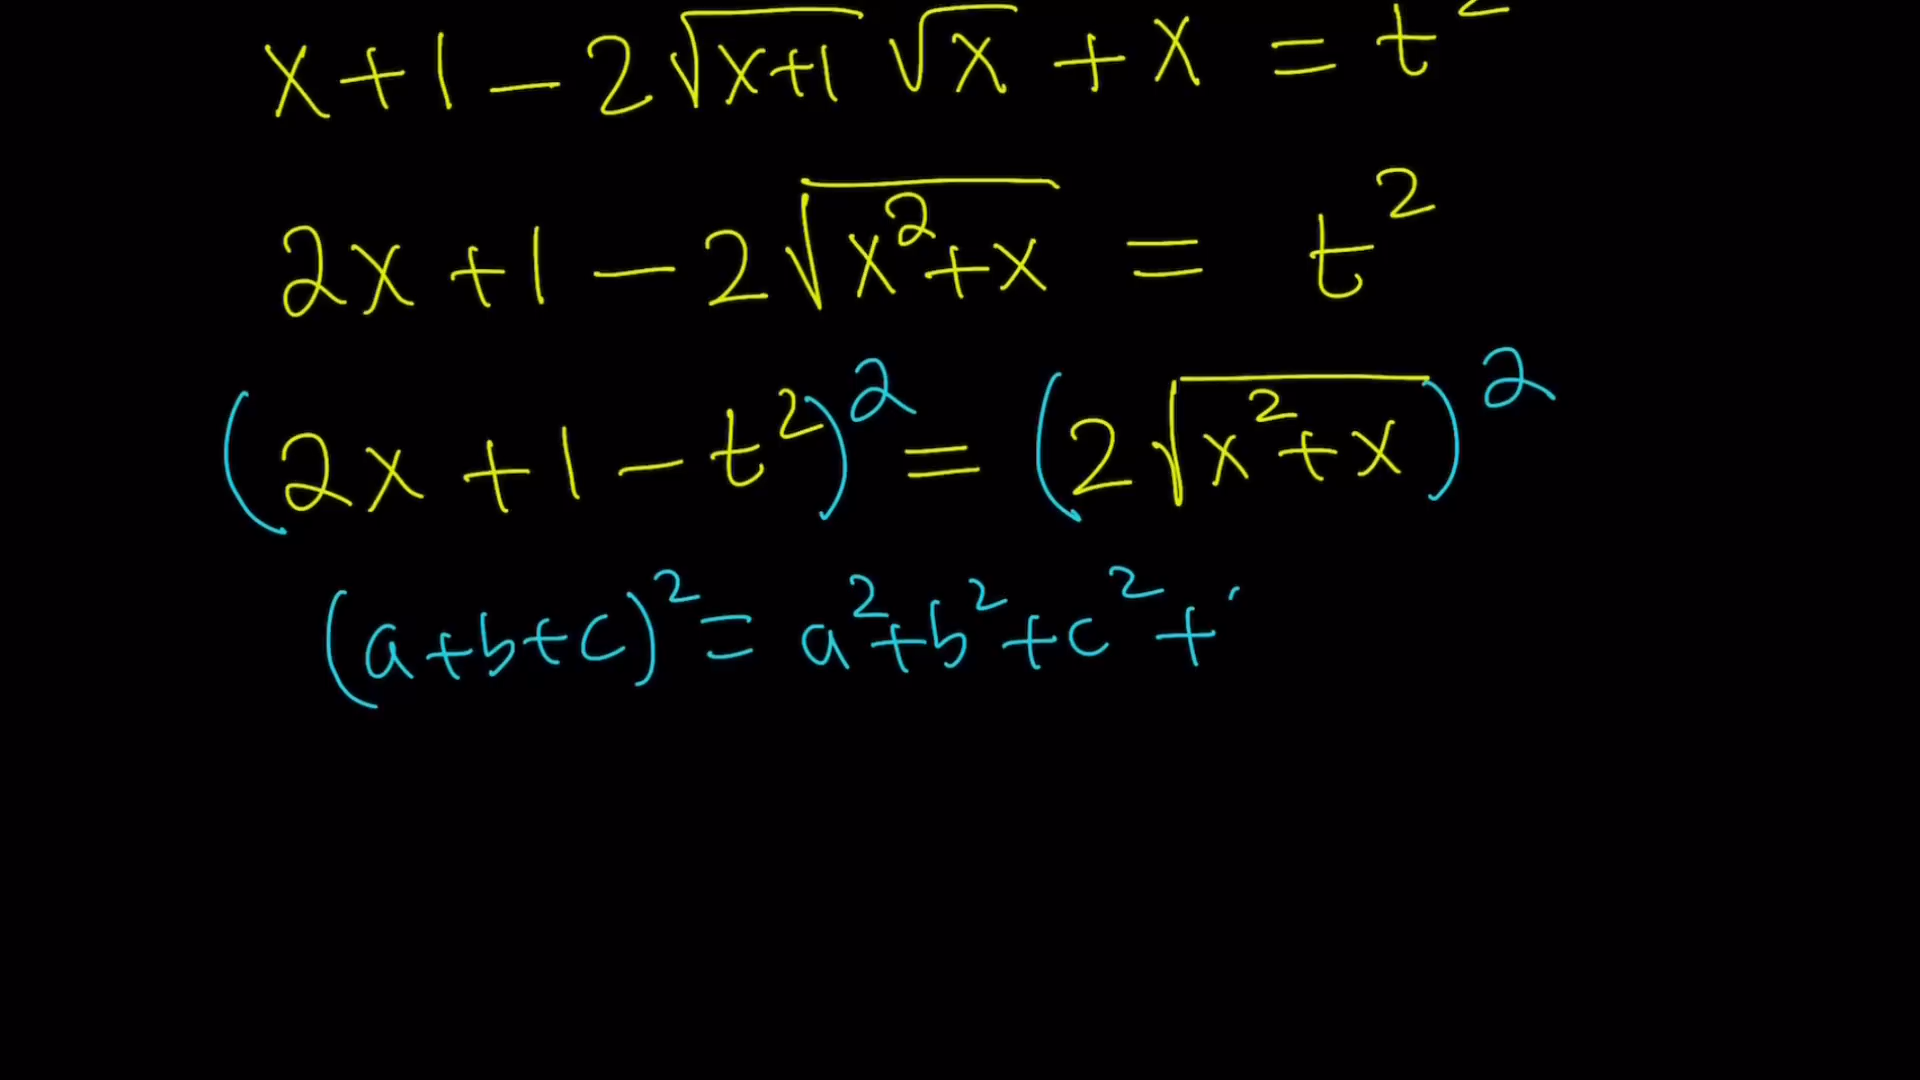 x+1-2√(x+1) √x + x = t²
2x+1-2√(x²+x) = t²
(2x+1-t²)² = (2√(x²+x))²
(a+b+c)² = a²+b²+c²+